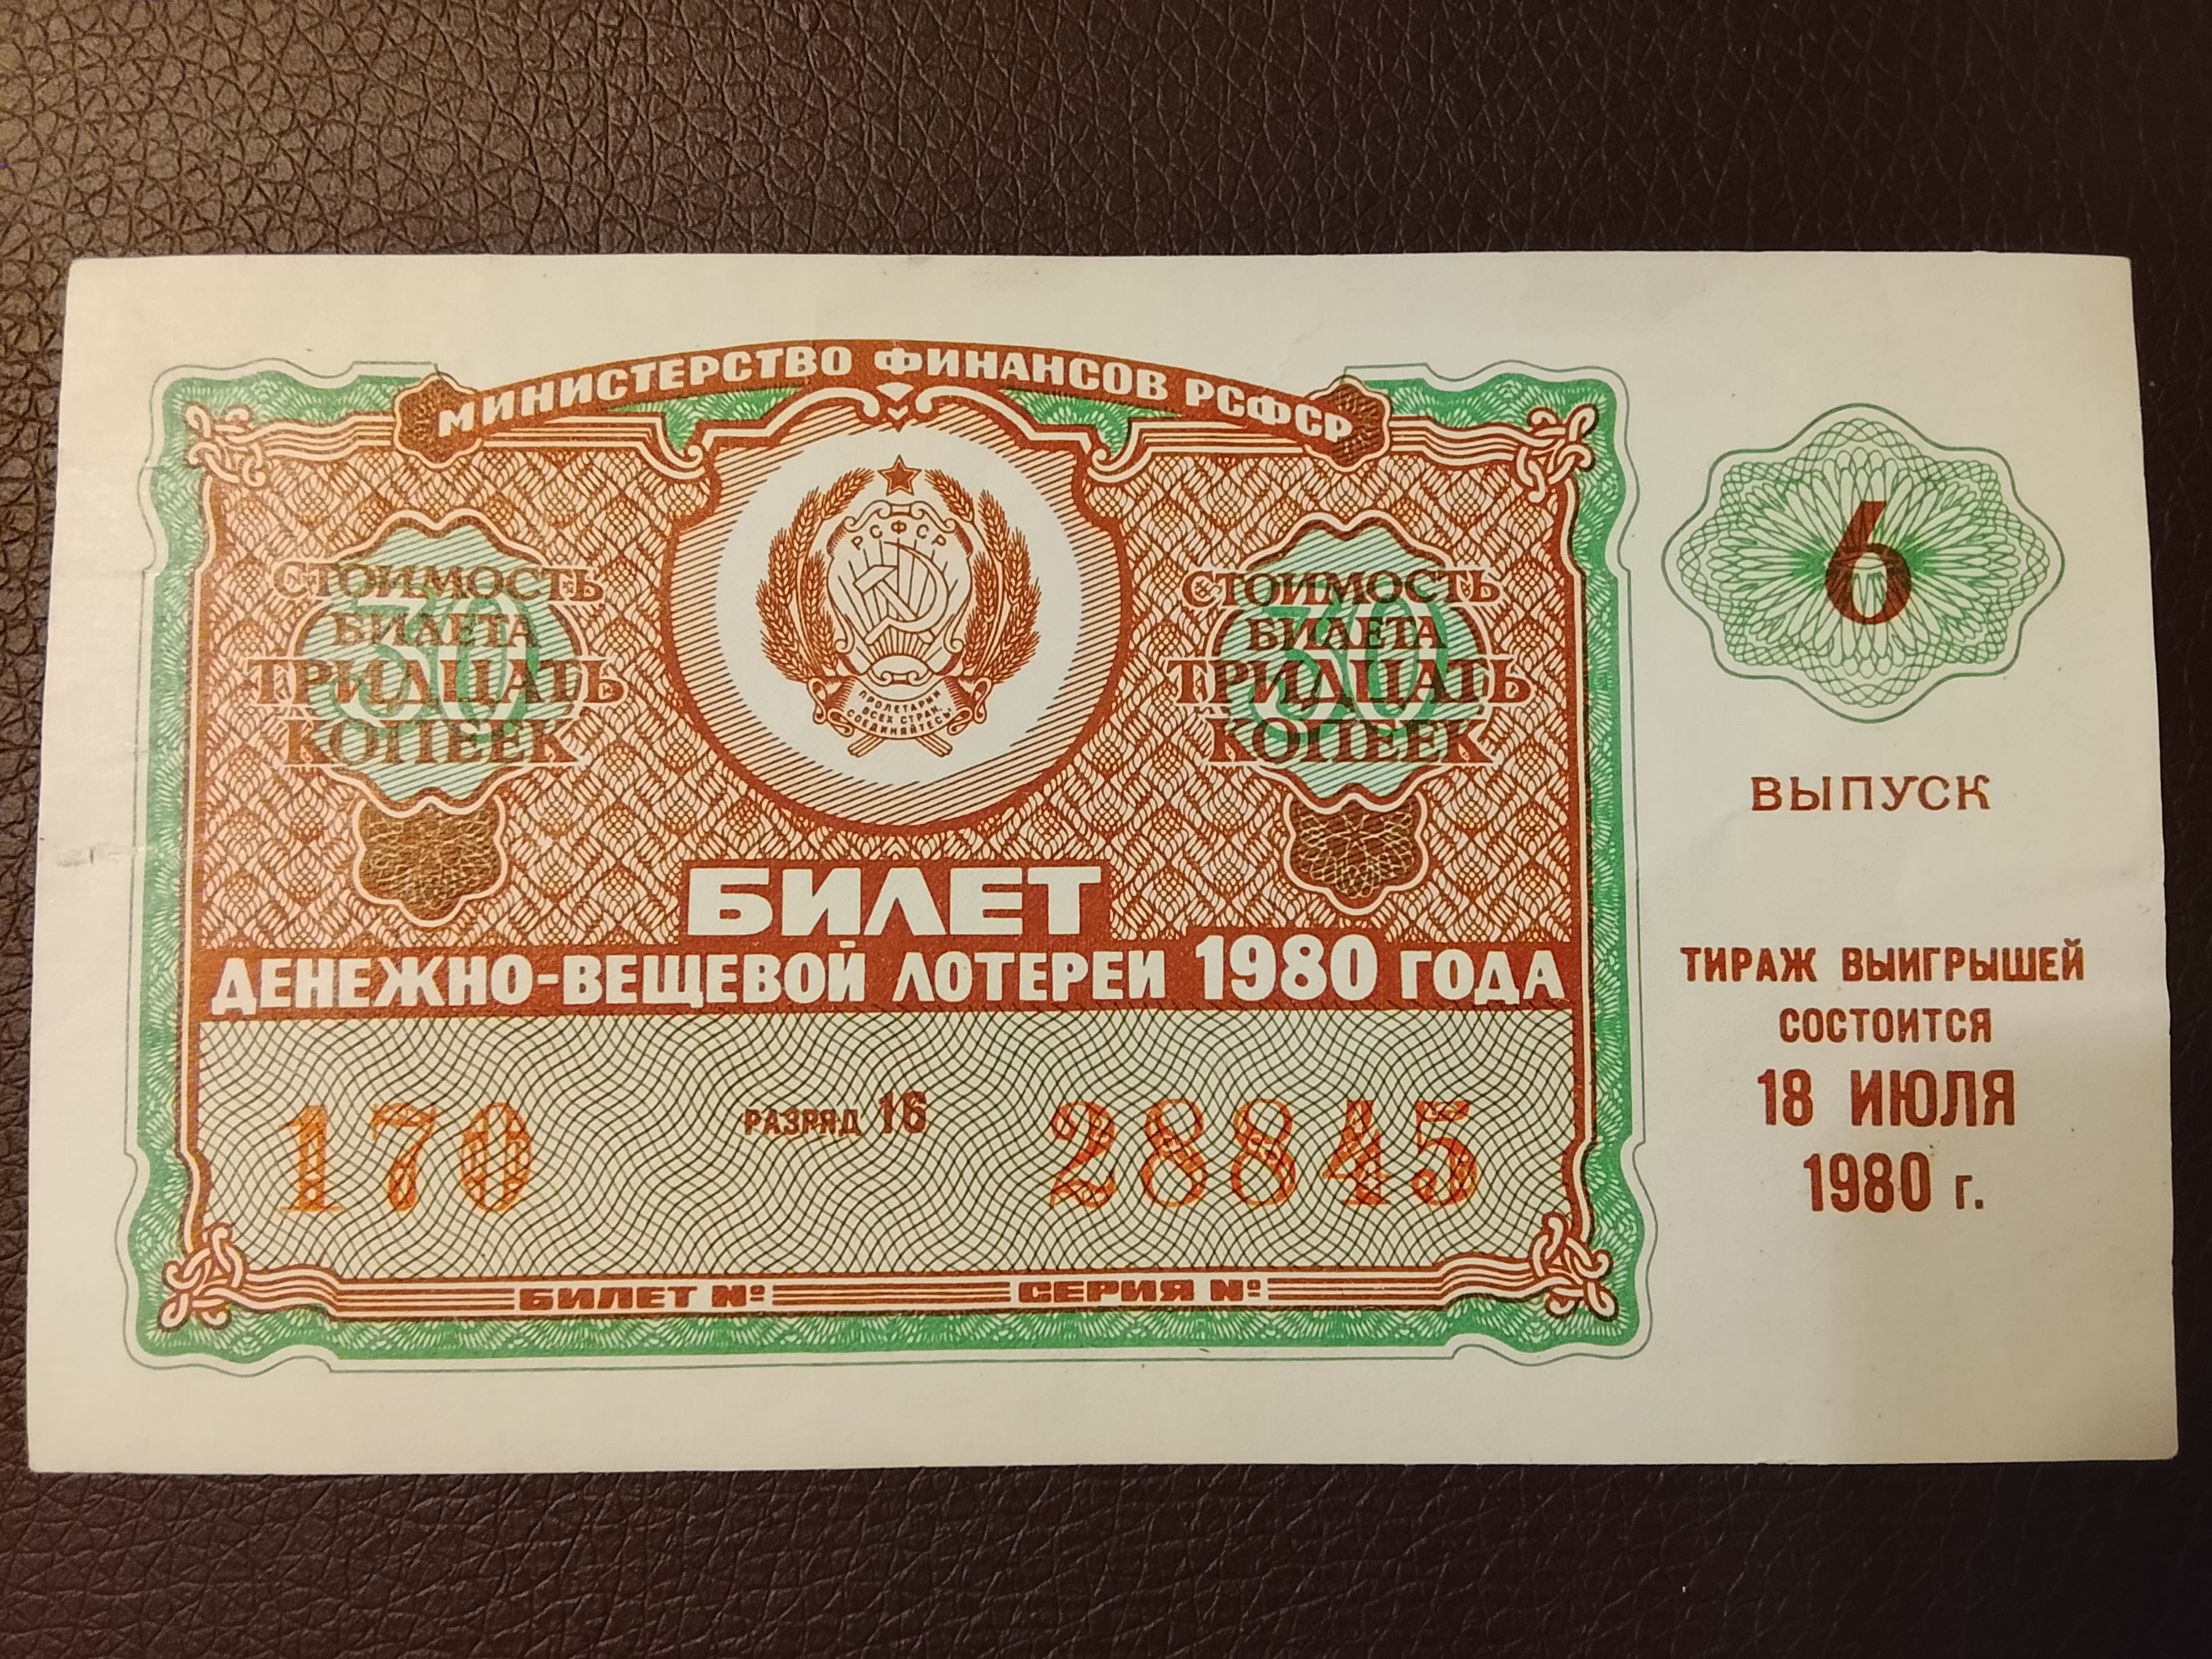 МИНИСТЕРСТВО ФИНАНСОВ РСФСР
СТОИМОСТЬ
БИЛЕТА
ТРИДЦАТЬ
КОПЕЕК
30
РСФСР
ПРОЛЕТАРИИ
ВСЕХ СТРАН,
СОЕДИНЯЙТЕСЬ!
СТОИМОСТЬ
БИЛЕТА
ТРИДЦАТЬ
КОПЕЕК
30
БИЛЕТ
ДЕНЕЖНО-ВЕЩЕВОЙ ЛОТЕРЕИ 1980 ГОДА
170 РАЗРЯД 16 28845
БИЛЕТ № СЕРИЯ №
6
ВЫПУСК
ТИРАЖ ВЫИГРЫШЕЙ
СОСТОИТСЯ
18 ИЮЛЯ
1980 г.